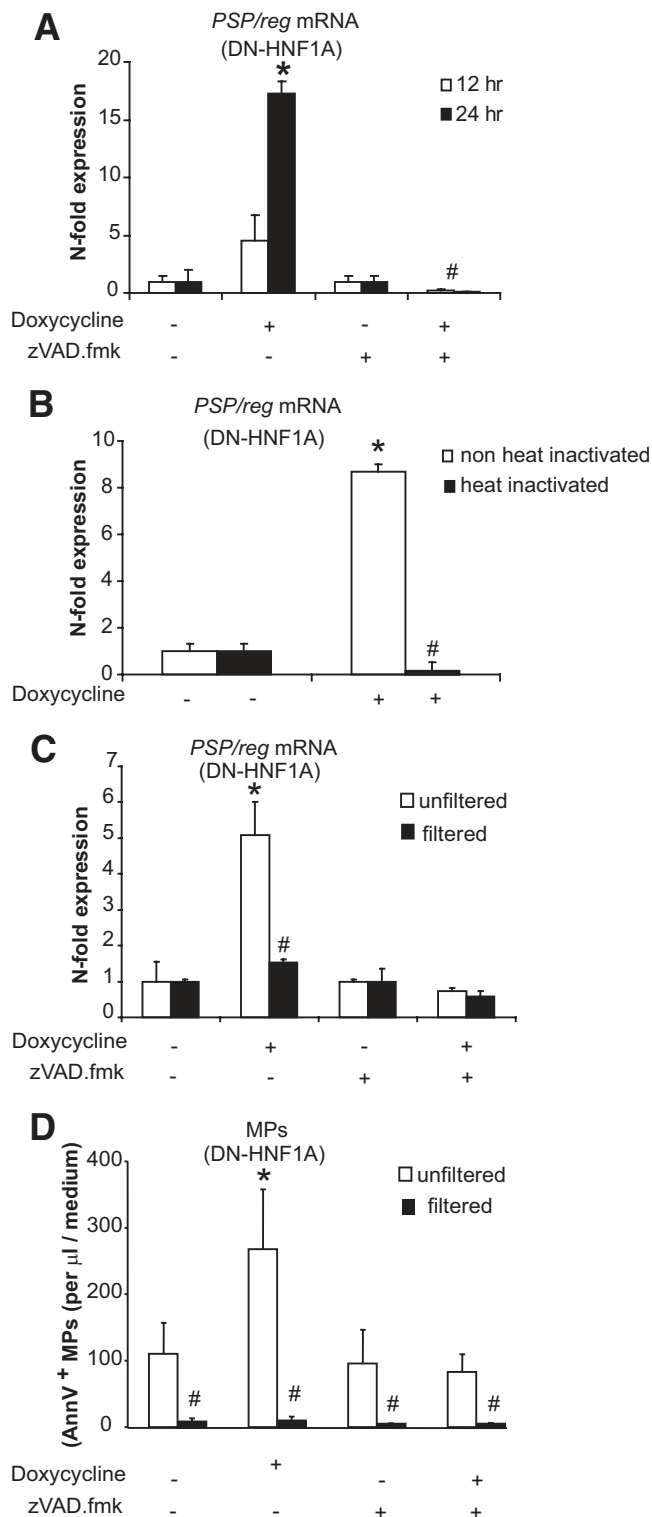 A
PSP/reg mRNA
(DN-HNF1A)
*
20
15
10
5
0
N-fold expression
12 hr
24 hr
#
Doxycycline - + - +
zVAD.fmk - - + +
B
PSP/reg mRNA
(DN-HNF1A)
*
10
8
6
4
2
0
N-fold expression
non heat inactivated
heat inactivated
#
Doxycycline - - + +
C
PSP/reg mRNA
(DN-HNF1A)
*
7
6
5
4
3
2
1
0
N-fold expression
unfiltered
filtered
#
Doxycycline - + - +
zVAD.fmk - - + +
D
MPs
(DN-HNF1A)
*
400
300
200
100
0
(AnnV + MPs (per µl / medium)
unfiltered
filtered
# # # #
Doxycycline - + - +
zVAD.fmk - - + +